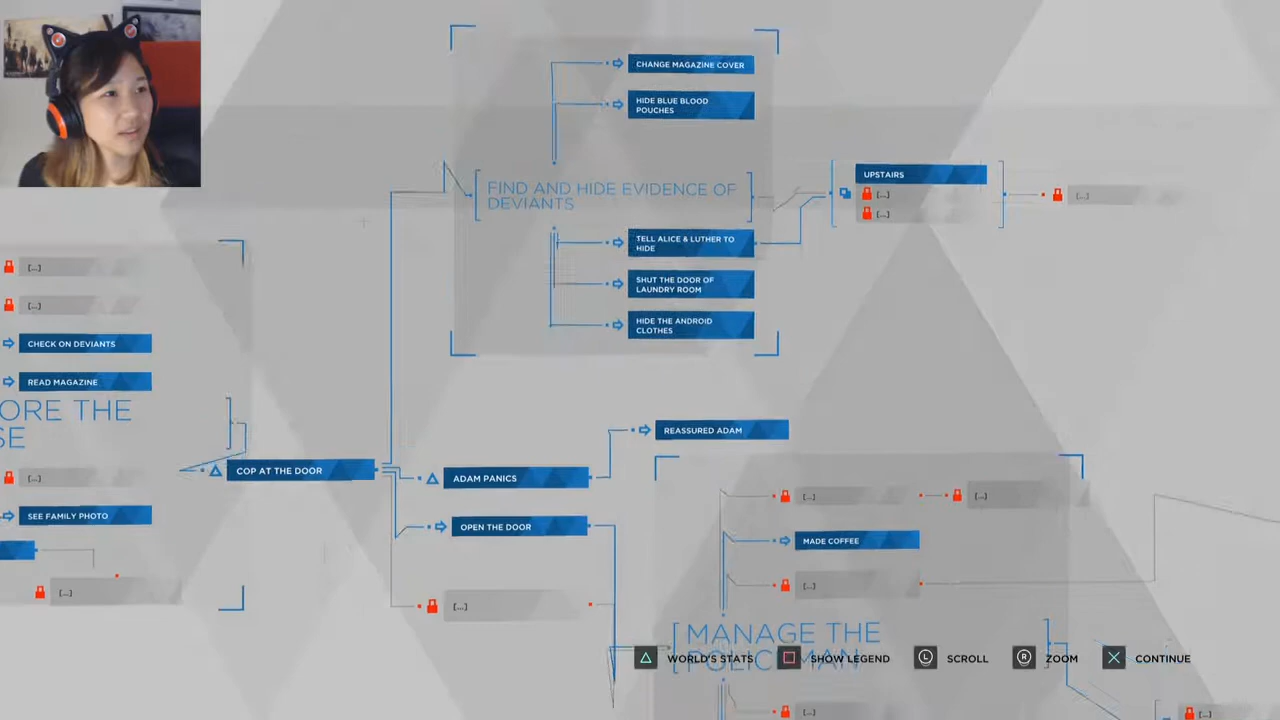 CHANGE MAGAZINE COVER
HIDE BLUE BLOOD
POUCHES
FIND AND HIDE EVIDENCE OF
DEVIANTS
UPSTAIRS
[...]
[...]
[...]
TELL ALICE & LUTHER TO
HIDE
SHUT THE DOOR OF
LAUNDRY ROOM
HIDE THE ANDROID
CLOTHES
[...]
[...]
CHECK ON DEVIANTS
READ MAGAZINE
ORE THE
SE
[...]
SEE FAMILY PHOTO
[...]
COP AT THE DOOR
REASSURED ADAM
ADAM PANICS
OPEN THE DOOR
[...]
[...]
[...]
MADE COFFEE
[...]
MANAGE THE
POLICEMAN
[...]
[...]
WORLD'S STATS
SHOW LEGEND
L
SCROLL
R
ZOOM
CONTINUE